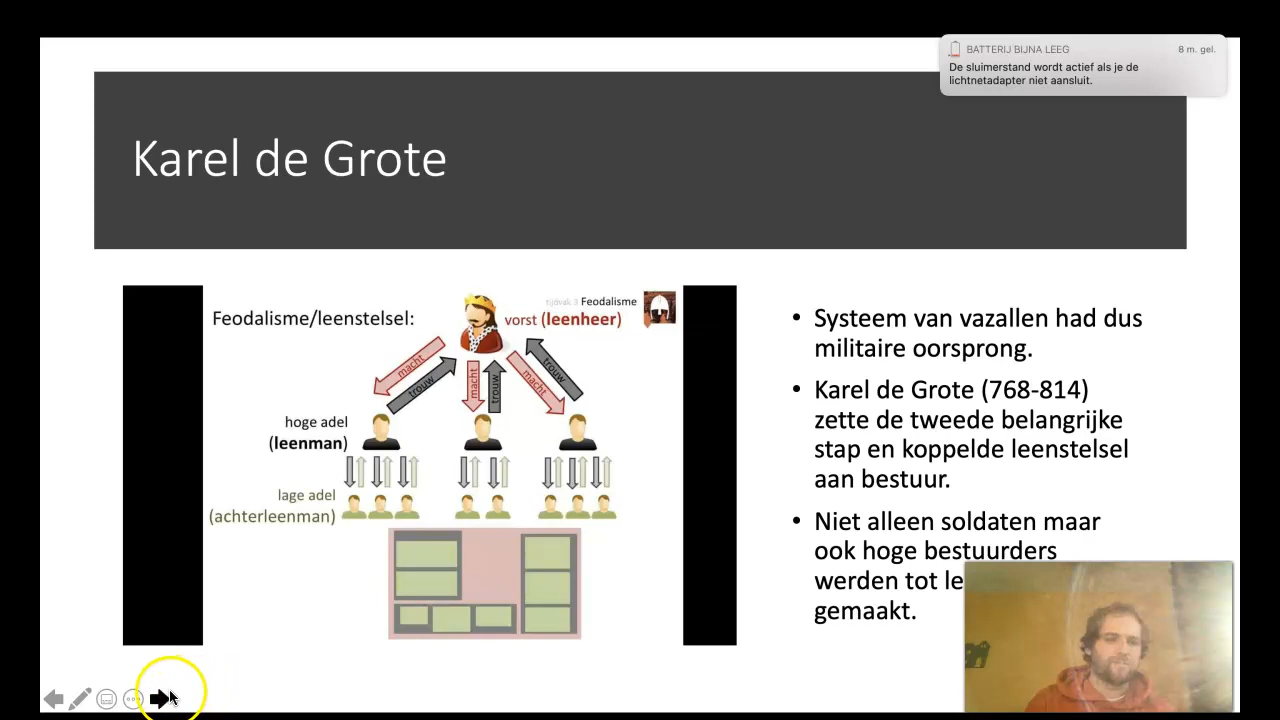 BATTERIJ BIJNA LEEG 8 m. gel.
De sluimerstand wordt actief als je de
lichtnetadapter niet aansluit.
Karel de Grote
Feodalisme/leenstelsel:
tijdvak 3 Feodalisme
vorst (leenheer)
macht
trouw
macht
trouw
macht
trouw
hoge adel
(leenman)
lage adel
(achterleenman)
• Systeem van vazallen had dus
militaire oorsprong.
• Karel de Grote (768-814)
zette de tweede belangrijke
stap en koppelde leenstelsel
aan bestuur.
• Niet alleen soldaten maar
ook hoge bestuurders
werden tot le
gemaakt.